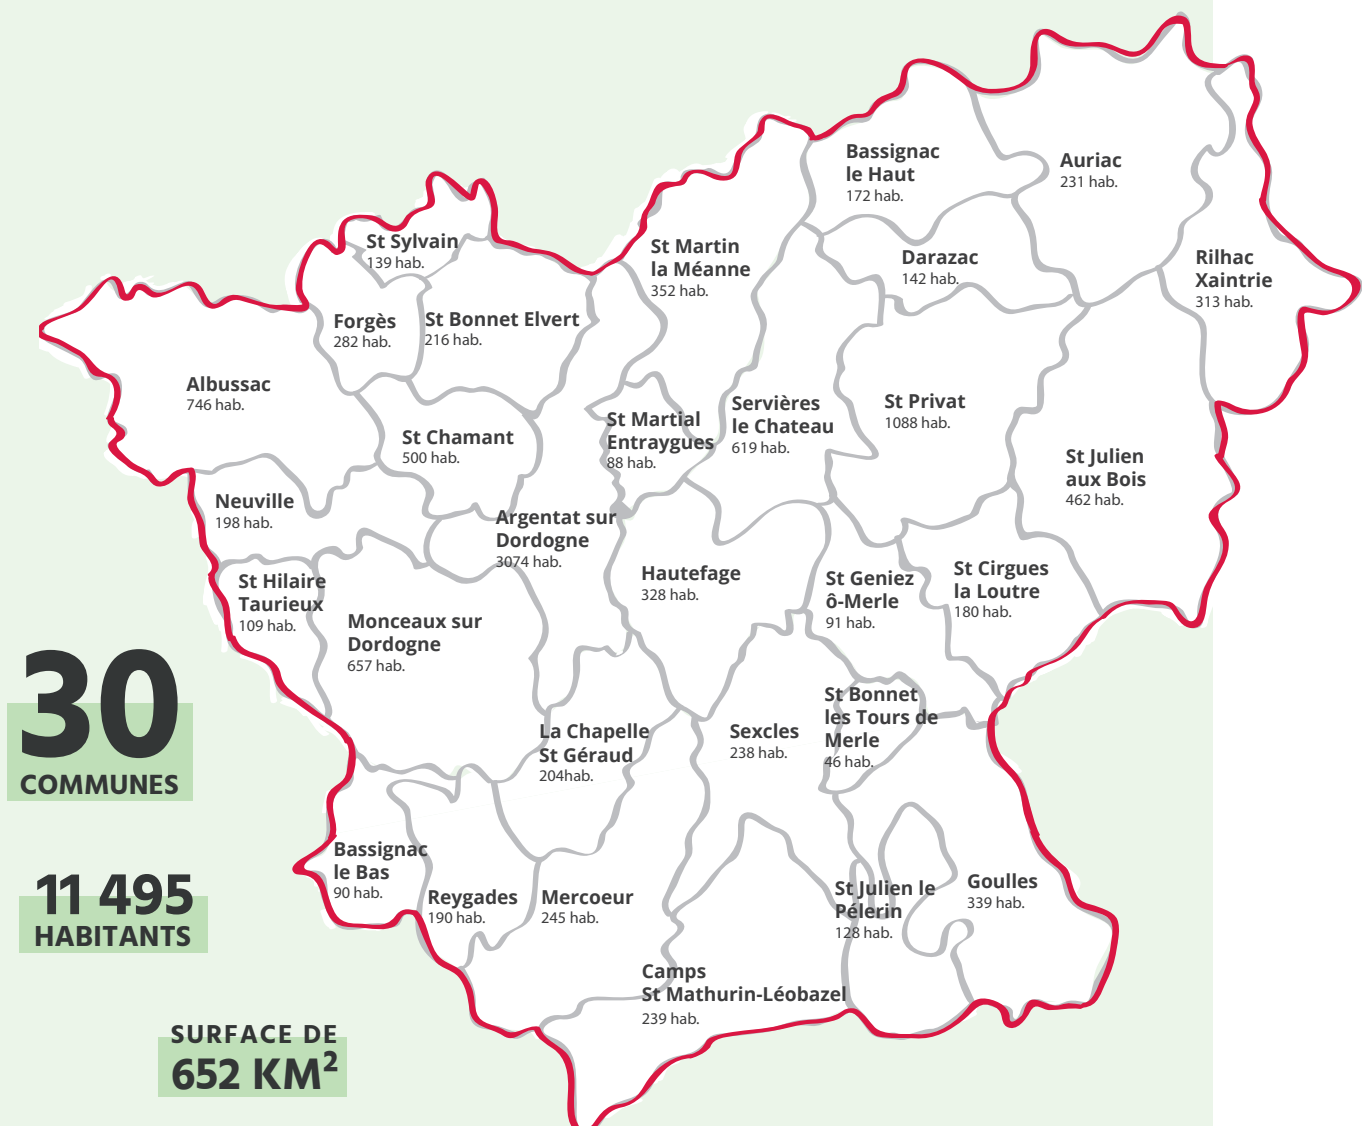 Bassignac
le Haut
172 hab.
Auriac
231 hab.
St Sylvain
139 hab.
St Martin
la Méanne
352 hab.
Darazac
142 hab.
Rilhac
Xaintrie
313 hab.
Forgès
282 hab.
St Bonnet Elvert
216 hab.
Albussac
746 hab.
St Chamant
500 hab.
St Martial
Entraygues
88 hab.
Servières
le Chateau
619 hab.
St Privat
1088 hab.
St Julien
aux Bois
462 hab.
Neuville
198 hab.
Argentat sur
Dordogne
3074 hab.
St Hilaire
Taurieux
109 hab.
Monceaux sur
Dordogne
657 hab.
Hautefage
328 hab.
St Geniez
ô-Merle
91 hab.
St Cirgues
la Loutre
180 hab.
30
COMMUNES
La Chapelle
St Géraud
204hab.
Sexcles
238 hab.
St Bonnet
les Tours de
Merle
46 hab.
Bassignac
le Bas
90 hab.
Reygades
190 hab.
Mercoeur
245 hab.
St Julien le
Pélerin
128 hab.
Goulles
339 hab.
11 495
HABITANTS
Camps
St Mathurin-Léobazel
239 hab.
SURFACE DE
652 KM²